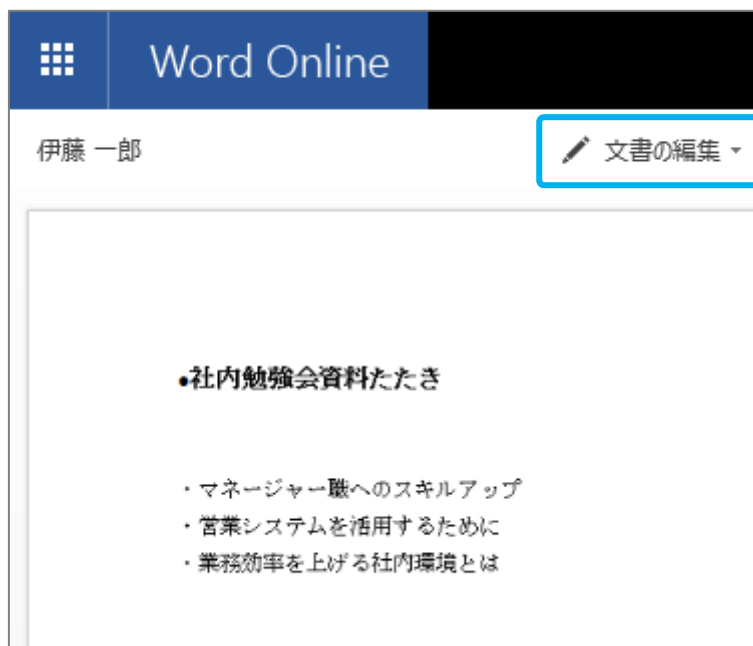 Word Online
伊藤 一郎
文書の編集
•社内勉強会資料たたき
・マネージャー職へのスキルアップ
・営業システムを活用するために
・業務効率を上げる社内環境とは